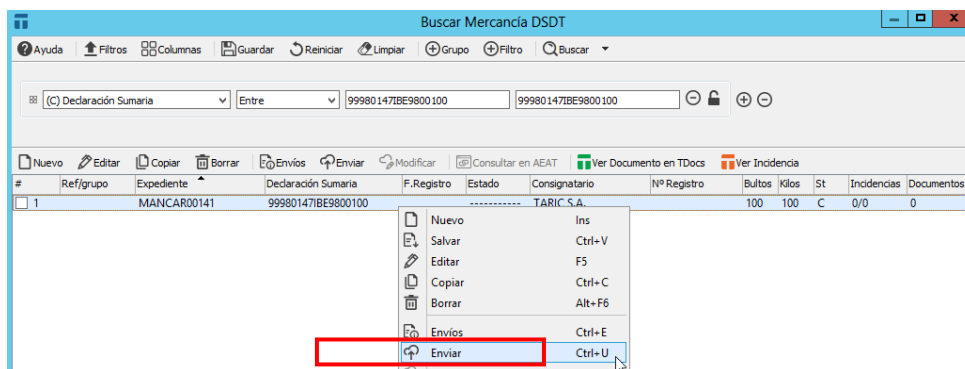 Buscar Mercancía DSDT
Ayuda Filtros Columnas Guardar Reiniciar Limpiar Grupo Filtro Buscar
(C) Declaración Sumaria Entre 99980147IBE9800100 99980147IBE9800100
Nuevo Editar Copiar Borrar Envíos Enviar Modificar Consultar en AEAT Ver Documento en TDocs Ver Incidencia
# Ref/grupo Expediente Declaración Sumaria F.Registro Estado Consignatario Nº Registro Bultos Kilos St Incidencias Documentos
1 MANCAR00141 99980147IBE9800100 ----------- TARIC S.A. 100 100 C 0/0 0
Nuevo Ins
Salvar Ctrl+V
Editar F5
Copiar Ctrl+C
Borrar Alt+F6
Envíos Ctrl+E
Enviar Ctrl+U